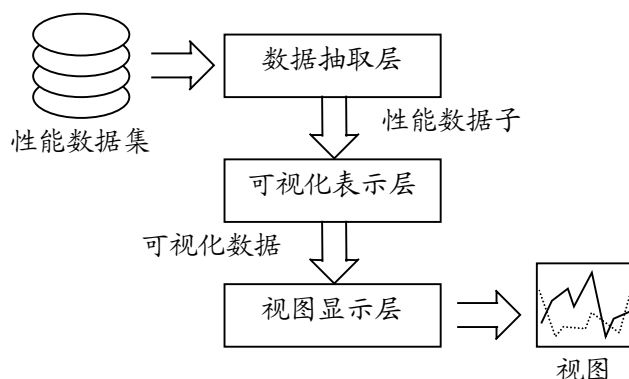 数据抽取层
性能数据集
性能数据子
可视化表示层
可视化数据
视图显示层
视图